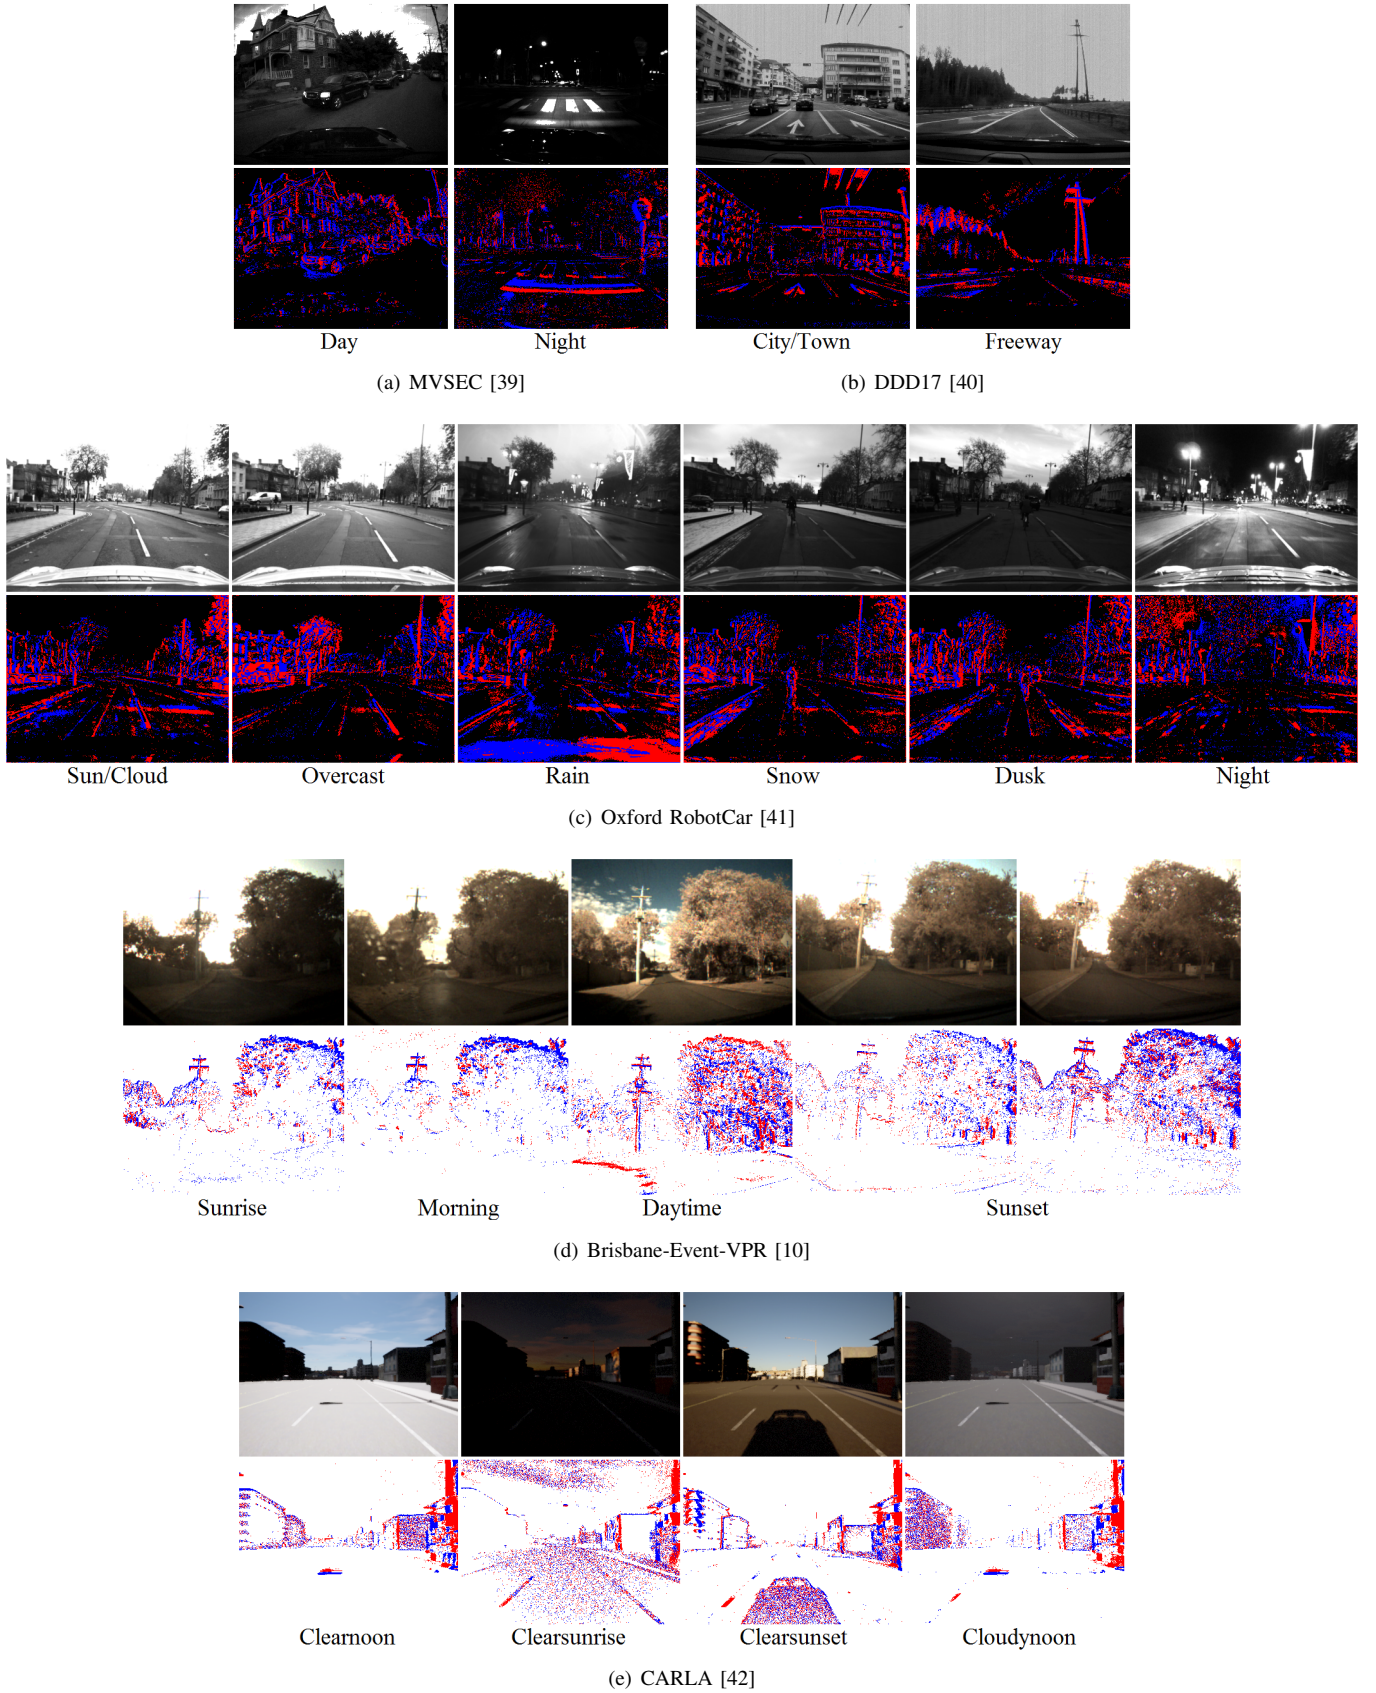 Day Night City/Town Freeway
(a) MVSEC [39] (b) DDD17 [40]
Sun/Cloud Overcast Rain Snow Dusk Night
(c) Oxford RobotCar [41]
Sunrise Morning Daytime Sunset
(d) Brisbane-Event-VPR [10]
Clearnoon Clearsunrise Clearsunset Cloudynoon
(e) CARLA [42]